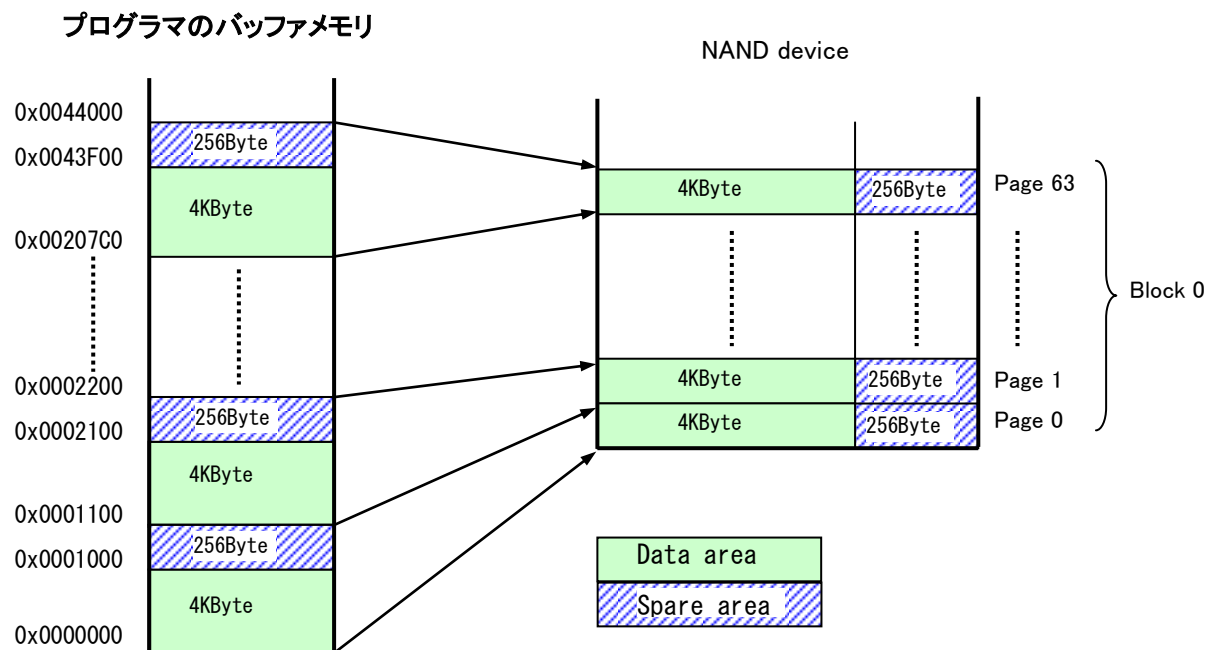 プログラマのバッファメモリ
NAND device
0x0044000
256Byte
0x0043F00
4KByte
0x00207C0
0x0002200
256Byte
0x0002100
4KByte
0x0001100
256Byte
0x0001000
4KByte
0x0000000
4KByte
256Byte
Page 63
4KByte
256Byte
Page 1
4KByte
256Byte
Page 0
Block 0
Data area
Spare area